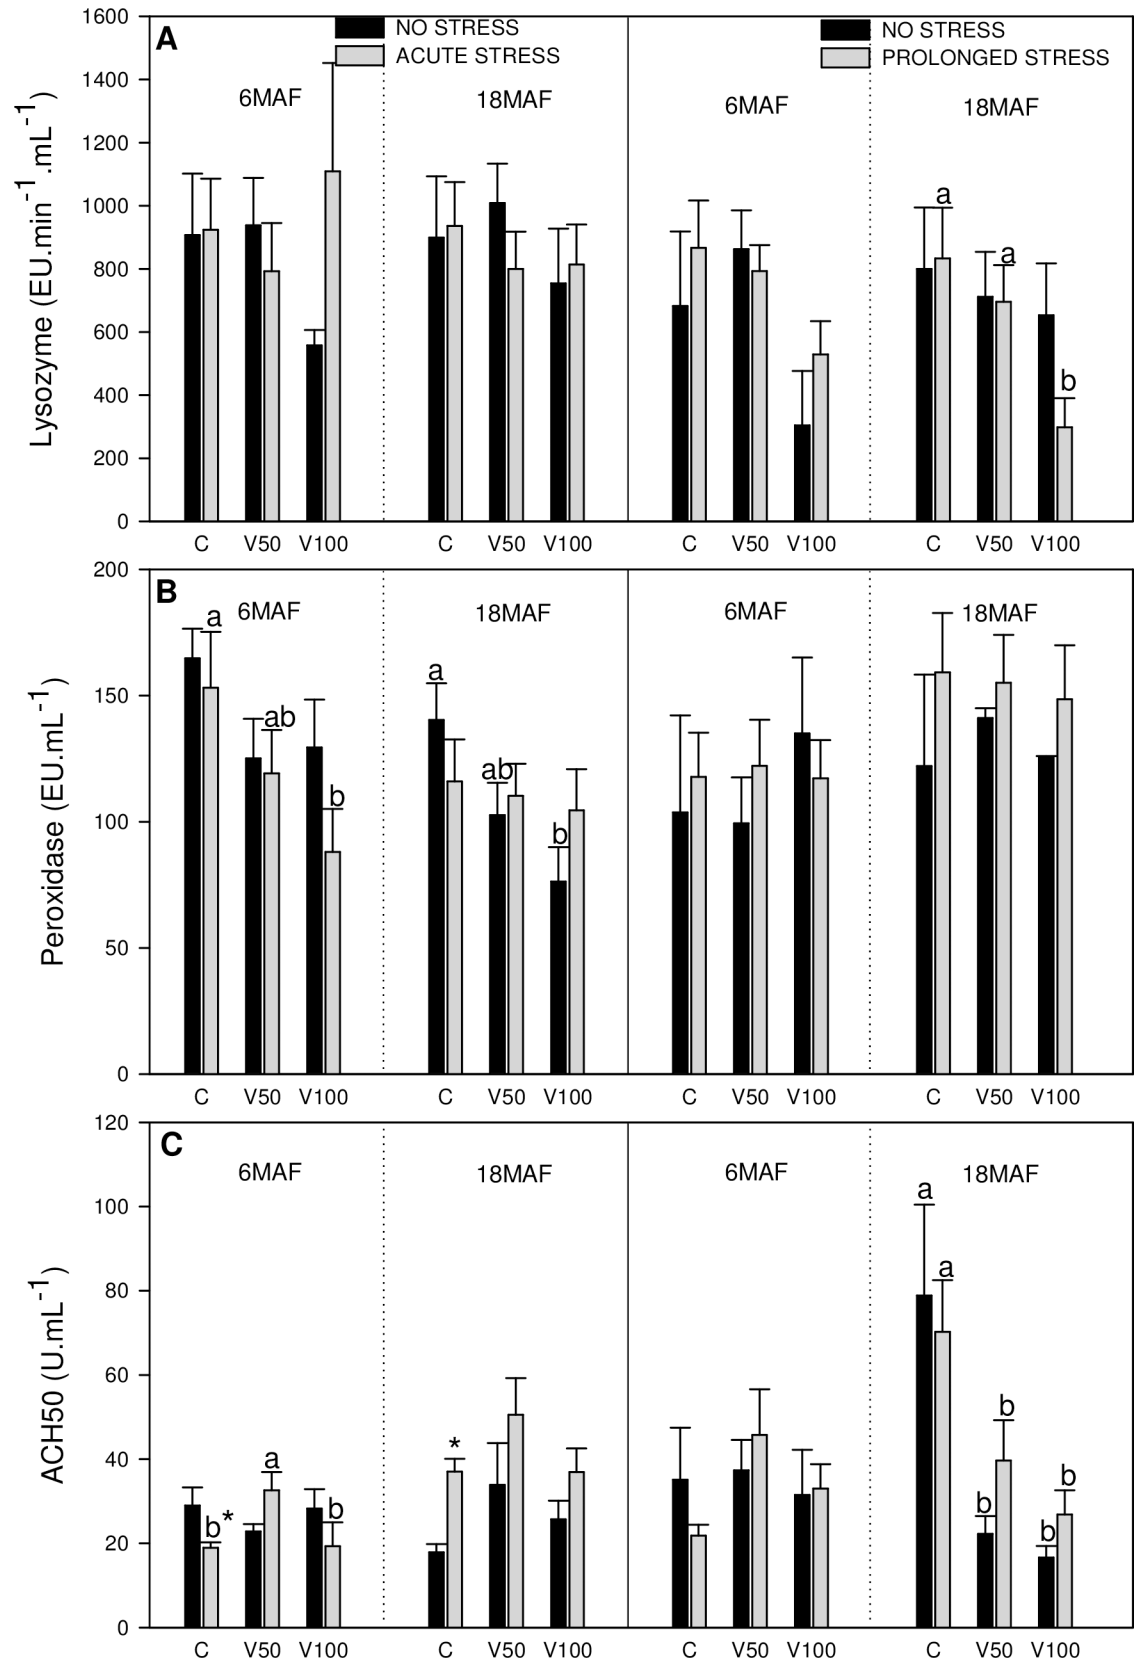 A
NO STRESS
ACUTE STRESS
NO STRESS
PROLONGED STRESS
6MAF 18MAF 6MAF 18MAF
Lysozyme (EU.min-1.mL-1)
1600
1400
1200
1000
800
600
400
200
0
a
a
b
C V50 V100 C V50 V100 C V50 V100 C V50 V100
B
6MAF 18MAF 6MAF 18MAF
Peroxidase (EU.mL-1)
200
150
100
50
0
a
ab
b
a
ab
b
C V50 V100 C V50 V100 C V50 V100 C V50 V100
C
6MAF 18MAF 6MAF 18MAF
ACH50 (U.mL-1)
120
100
80
60
40
20
0
b*
a
b
*
a
a
b
b
b
b
C V50 V100 C V50 V100 C V50 V100 C V50 V100